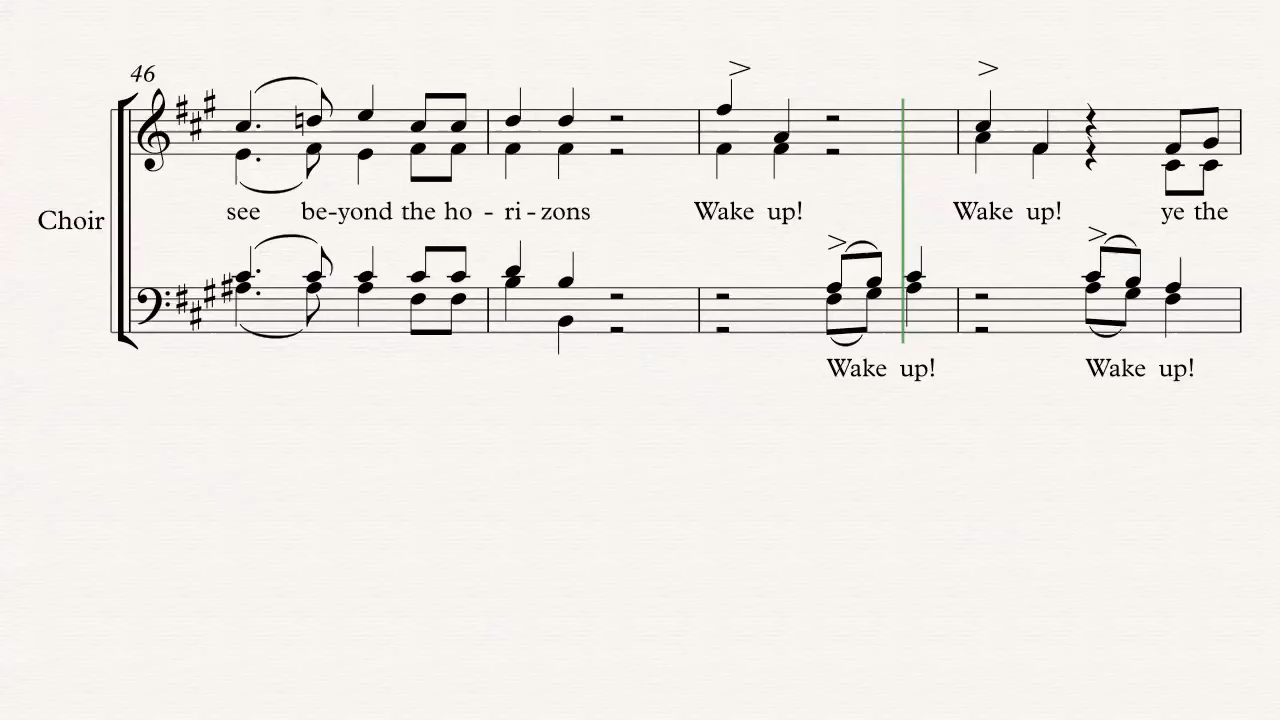 46
Choir
see be-yond the ho - ri - zons Wake up! Wake up! ye the
Wake up! Wake up!